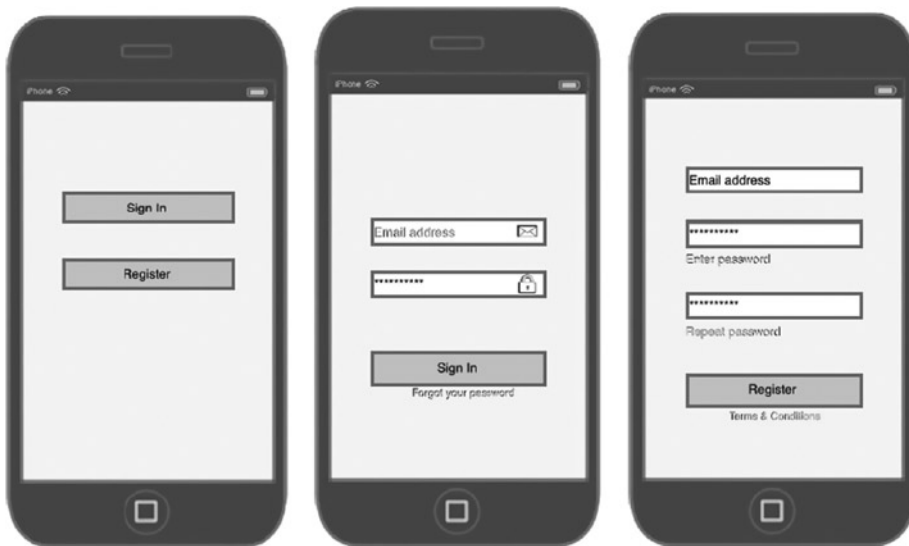 iPhone
Sign In
Register
iPhone
Email address
**********
Sign In
Forgot your password
iPhone
Email address
**********
Enter password
**********
Repeat password
Register
Terms & Conditions